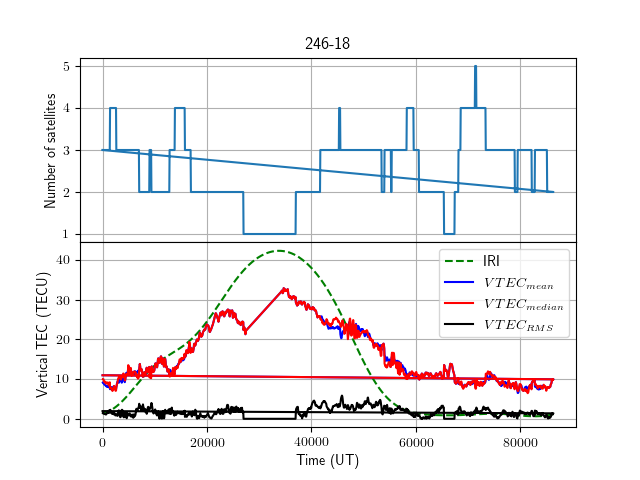 246-18
Number of satellites
5
4
3
2
1
Vertical TEC (TECU)
40
30
20
10
0
IRI
VTEC_mean
VTEC_median
VTEC_RMS
0 20000 40000 60000 80000
Time (UT)